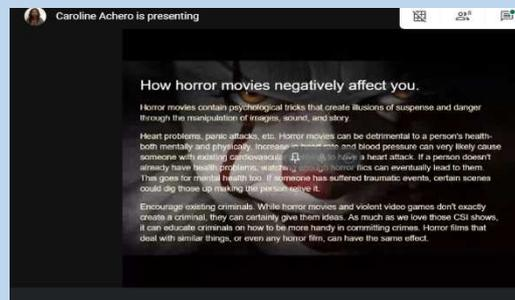 Caroline Achero is presenting
How horror movies negatively affect you.
Horror movies contain psychological tricks that create illusions of suspense and danger
through the manipulation of images, sound, and story.
Heart problems, panic attacks, etc. Horror movies can be detrimental to a person's health-
both mentally and physically. Increase in heart rate and blood pressure can very likely cause
someone with existing cardiovascular to have a heart attack. If a person doesn't
already have health problems, watching enough horror flics can eventually lead to them.
This goes for mental health too. If someone has suffered traumatic events, certain scenes
could dig those up making the person relive it.
Encourage existing criminals. While horror movies and violent video games don't exactly
create a criminal, they can certainly give them ideas. As much as we love those CSI shows,
it can educate criminals on how to be more handy in committing crimes. Horror films that
deal with similar things, or even any horror film, can have the same effect.